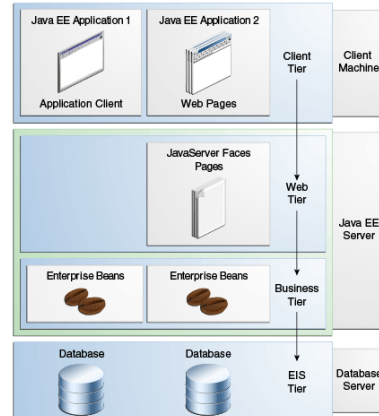 Java EE Application 1
Java EE Application 2
Application Client
Web Pages
Client
Tier
Client
Machine
JavaServer Faces
Pages
Web
Tier
Java EE
Server
Enterprise Beans
Enterprise Beans
Business
Tier
Database
Database
EIS
Tier
Database
Server